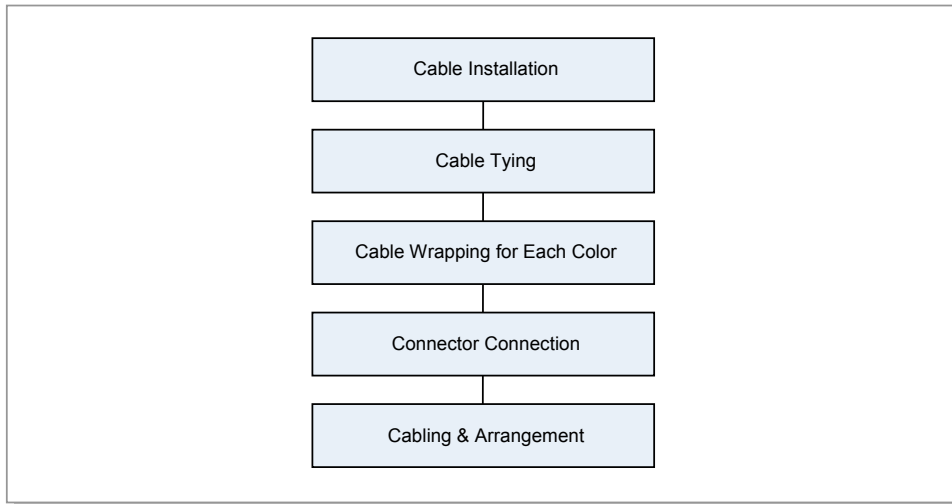 Cable Installation
Cable Tying
Cable Wrapping for Each Color
Connector Connection
Cabling & Arrangement